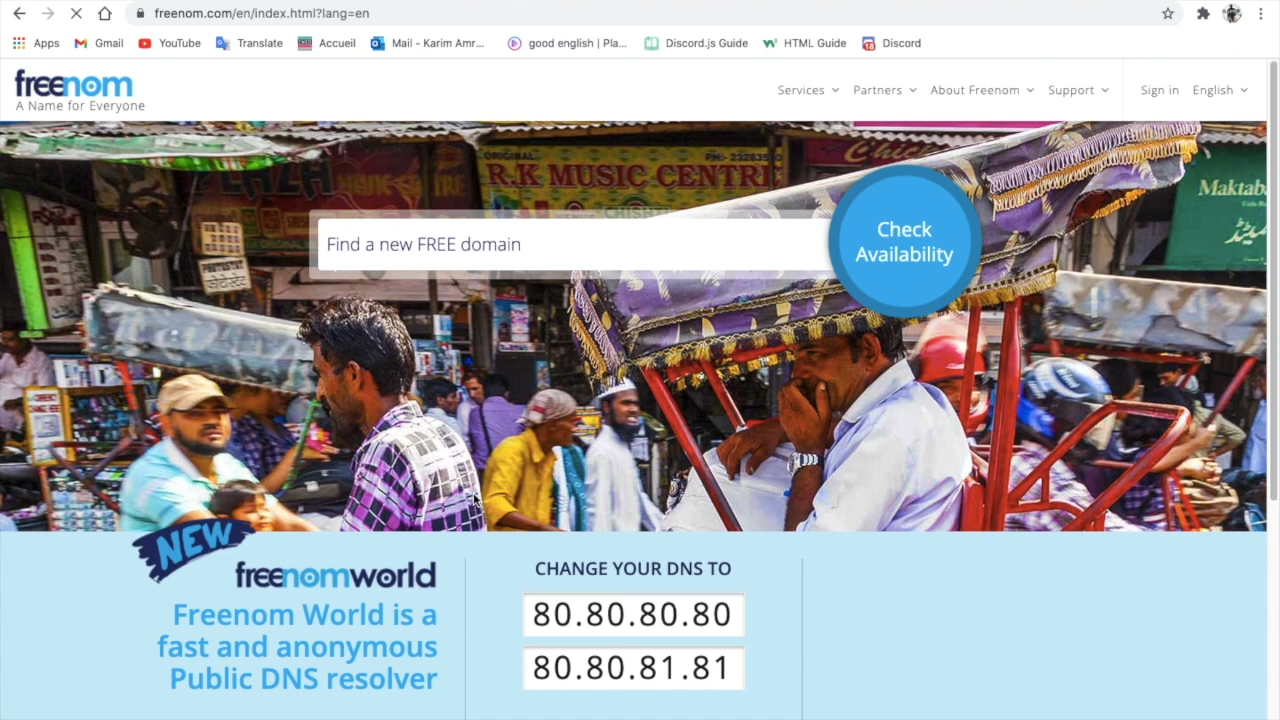 freenom.com/en/index.html?lang=en
Apps Gmail YouTube Translate Accueil Mail - Karim Amr... good english | Pla... Discord.js Guide HTML Guide Discord
freenom
A Name for Everyone
Services Partners About Freenom Support Sign in English
ORIGINAL
R.K MUSIC CENTRE
Find a new FREE domain
Check
Availability
NEW
freenomworld
Freenom World is a
fast and anonymous
Public DNS resolver
CHANGE YOUR DNS TO
80.80.80.80
80.80.81.81